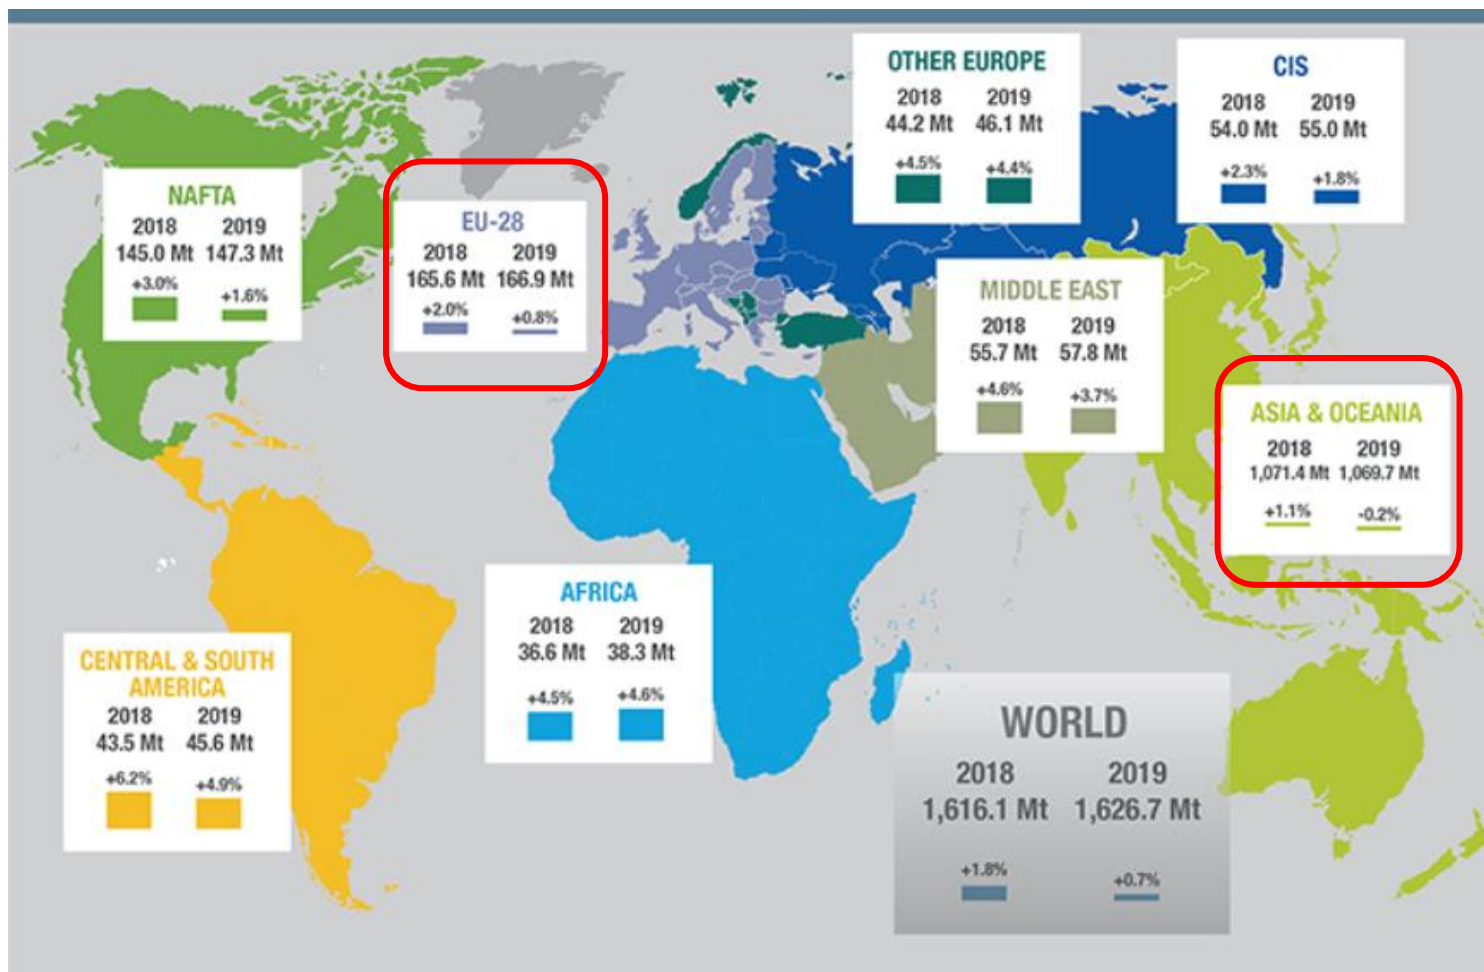 OTHER EUROPE
2018 2019
44.2 Mt 46.1 Mt
+4.5% +4.4%
CIS
2018 2019
54.0 Mt 55.0 Mt
+2.3% +1.8%
NAFTA
2018 2019
145.0 Mt 147.3 Mt
+3.0% +1.6%
EU-28
2018 2019
165.6 Mt 166.9 Mt
+2.0% +0.8%
MIDDLE EAST
2018 2019
55.7 Mt 57.8 Mt
+4.6% +3.7%
ASIA & OCEANIA
2018 2019
1,071.4 Mt 1,069.7 Mt
+1.1% -0.2%
AFRICA
2018 2019
36.6 Mt 38.3 Mt
+4.5% +4.6%
CENTRAL & SOUTH
AMERICA
2018 2019
43.5 Mt 45.6 Mt
+6.2% +4.9%
WORLD
2018 2019
1,616.1 Mt 1,626.7 Mt
+1.8% +0.7%